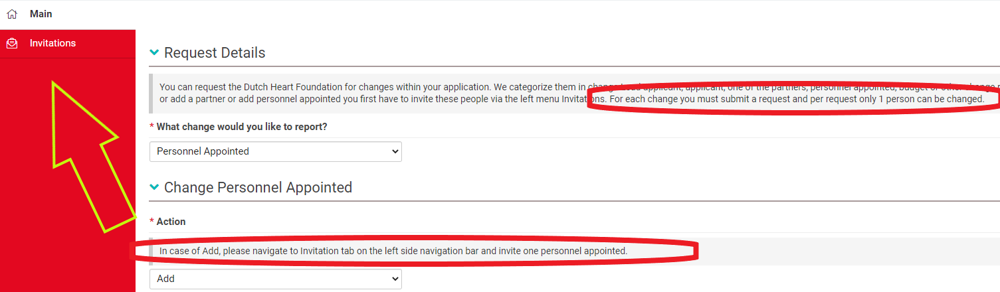 Main
Invitations
Request Details
You can request the Dutch Heart Foundation for changes within your application. We categorize them in change Lead applicant, applicant, one of the partners, personnel appointed, budget or other change
or add a partner or add personnel appointed you first have to invite these people via the left menu Invitations. For each change you must submit a request and per request only 1 person can be changed.
* What change would you like to report?
Personnel Appointed
Change Personnel Appointed
* Action
In case of Add, please navigate to Invitation tab on the left side navigation bar and invite one personnel appointed.
Add